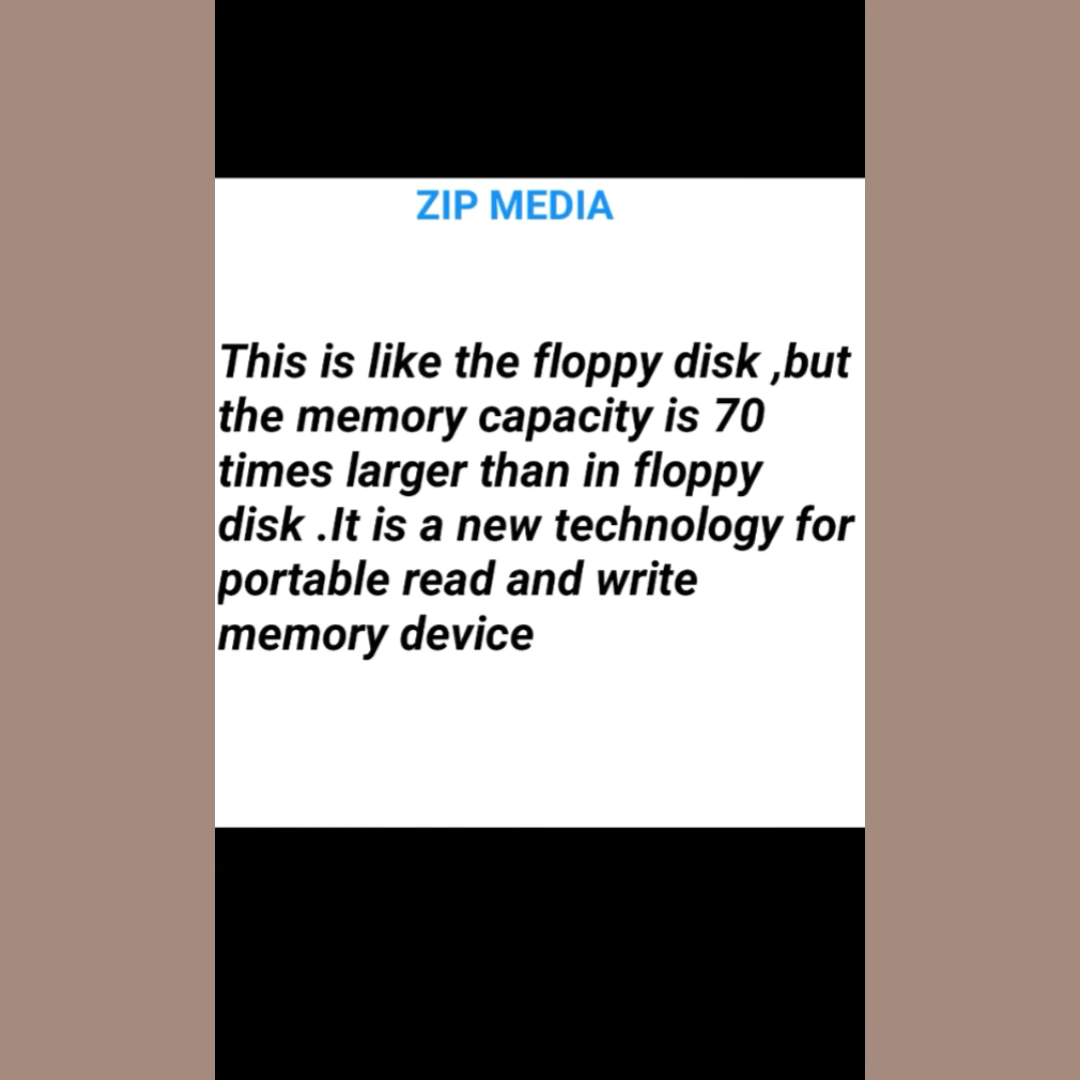 ZIP MEDIA
This is like the floppy disk ,but
the memory capacity is 70
times larger than in floppy
disk .It is a new technology for
portable read and write
memory device